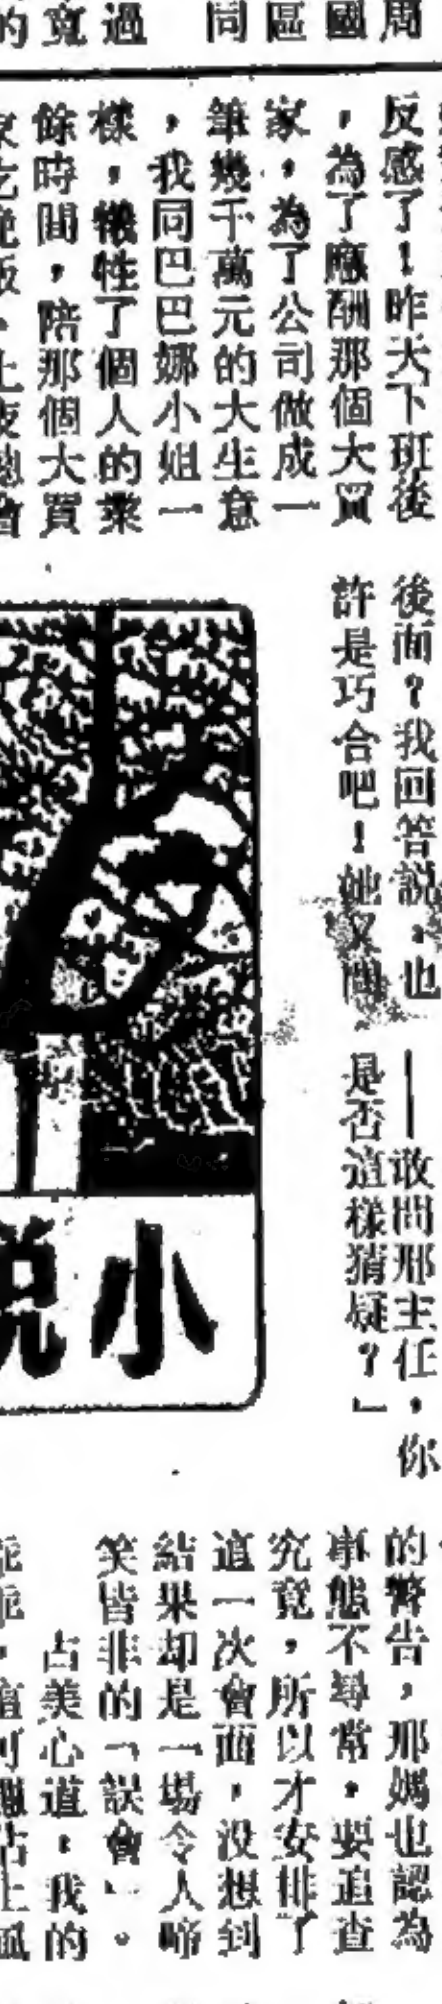 周
國
區
同
過
寬
的
反感了！昨天下班後
，為了應酬那個大買
家，為了公司做成一
筆幾千萬元的大生意
，我同巴巴娜小姐一
樣，犧牲了個人的業
餘時間，陪那個大買
後面？我回答說：也
許是巧合吧！她又問
——敢問邢主任，你
是否這樣猜疑？」
小說
的警告，那媽也認為
事態不尋常，要追查
究竟，所以才安排了
這一次會面，没想到
結果却是一場令人啼
笑皆非的「誤會」。
占美心道：我的